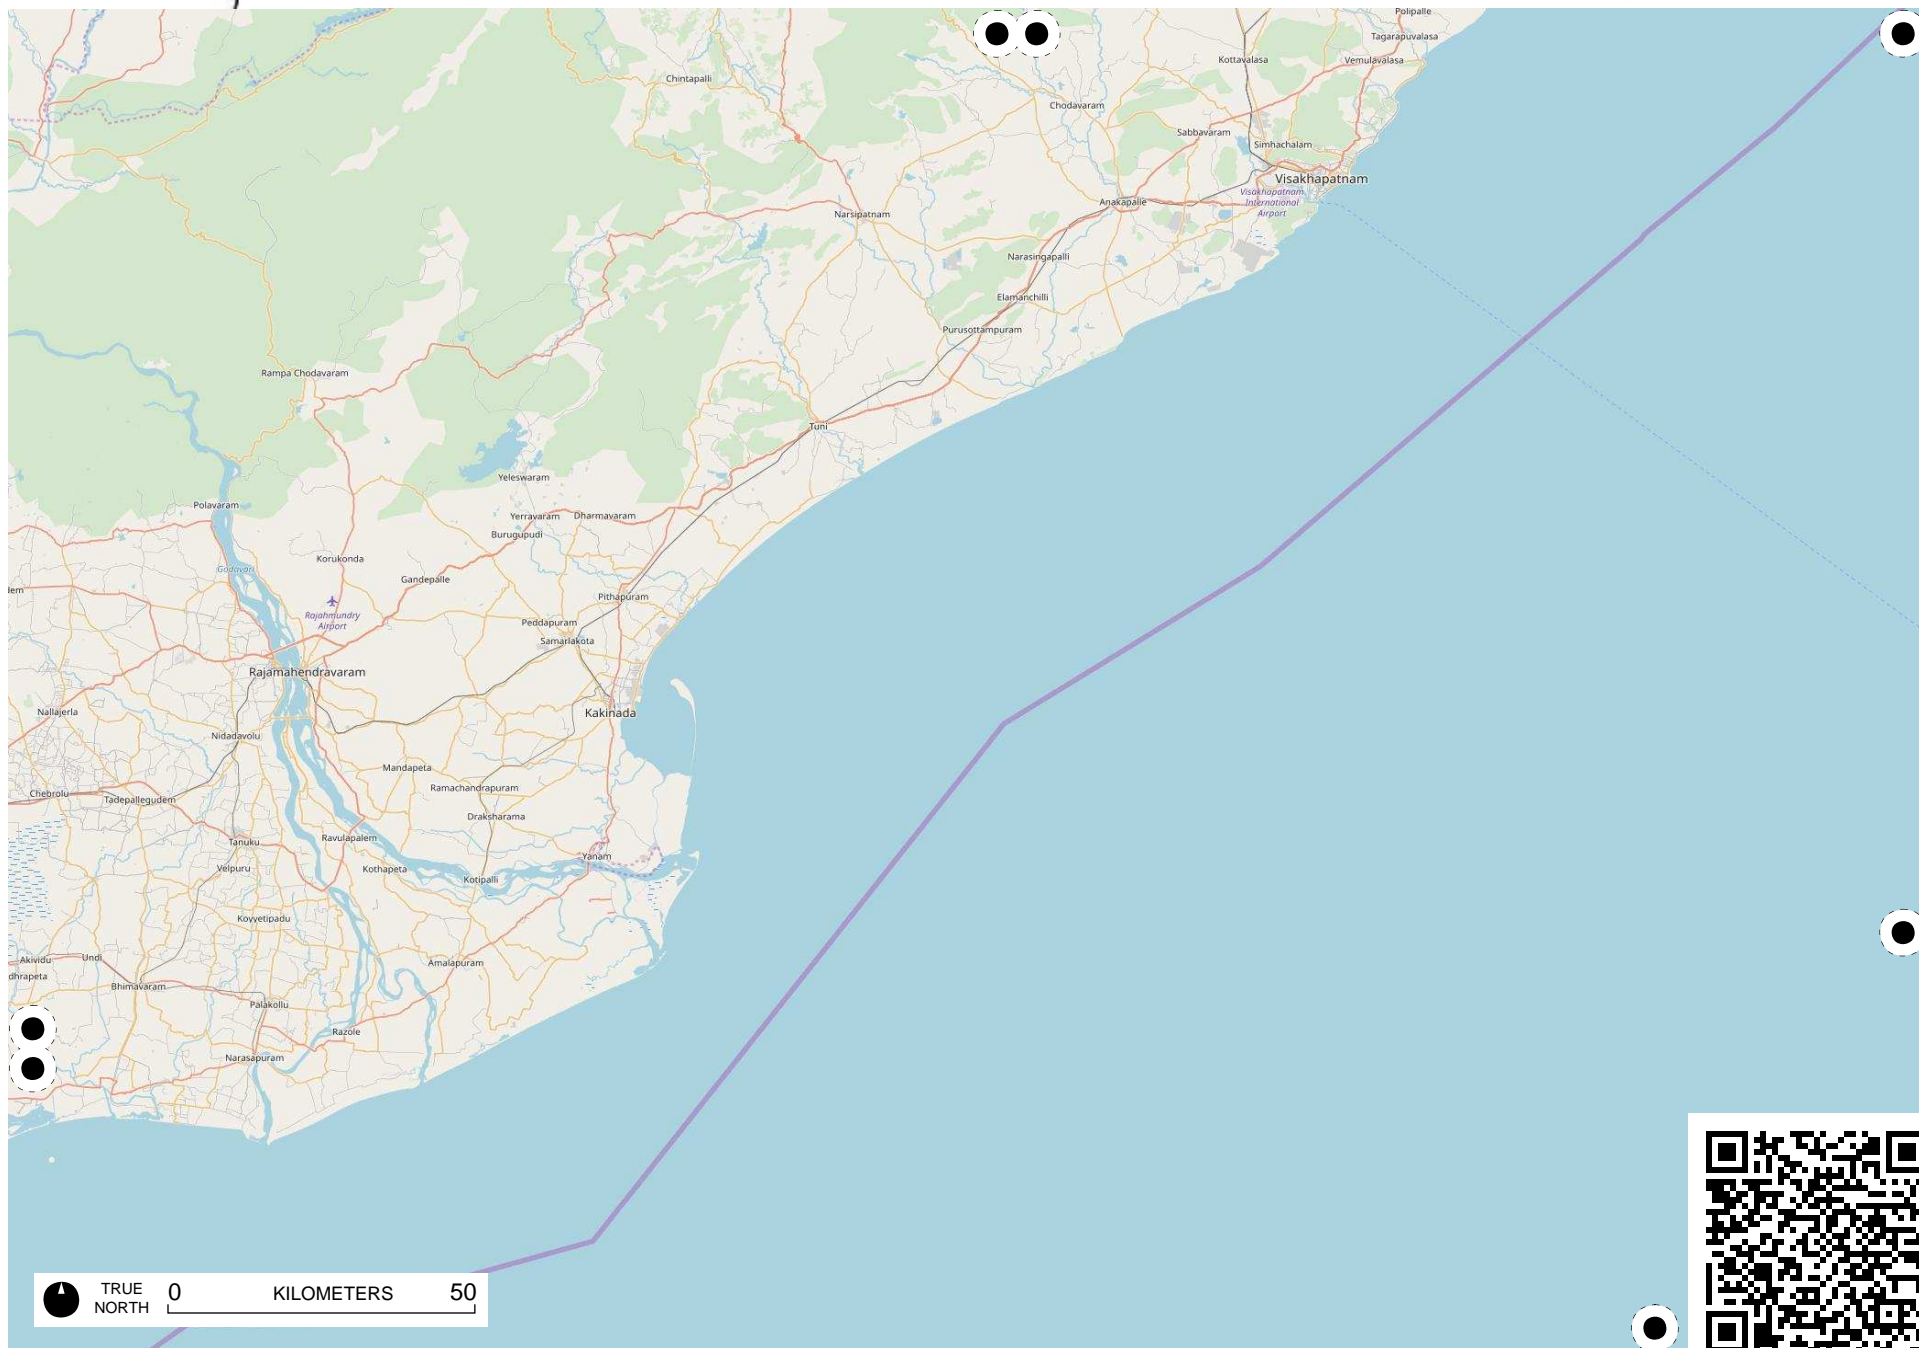 Polipalle
Tagarapuvalasa
Kottavalasa
Vemulavalasa
Chintapalli
Chodavaram
Sabbavaram
Simhachalam
Visakhapatnam
Visakhapatnam
International
Airport
Anakapalle
Narsipatnam
Narasingapalli
Elamanchilli
Purusottampuram
Rampa Chodavaram
Tuni
Yeleswaram
Polavaram
Yerravaram
Dharmavaram
Burugupudi
Korukonda
Godavari
Gandepalle
lem
Pithapuram
Rajahmundry
Airport
Peddapuram
Samarlakota
Rajamahendravaram
Nallajerla
Kakinada
Nidadavolu
Mandapeta
Ramachandrapuram
Chebrolu
Tadepallegudem
Draksharama
Ravulapalem
Tanuku
Yanam
Velpuru
Kothapeta
Kotipalli
Koyyetipadu
Undi
Akividu
Amalapuram
dhrapeta
Bhimavaram
Palakollu
Razole
Narasapuram
TRUE
NORTH
0 KILOMETERS 50